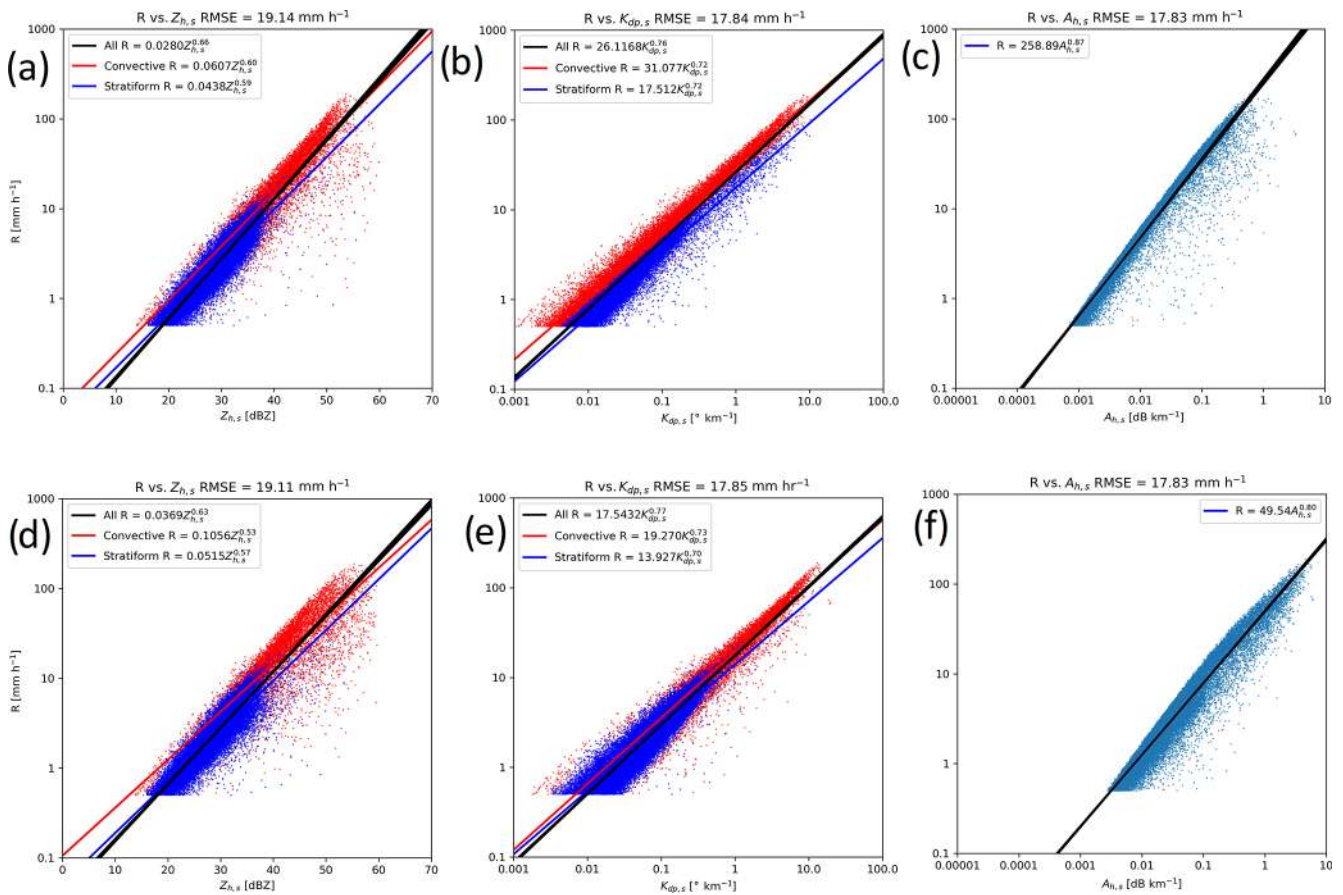 R vs. Z_{h,s} RMSE = 19.14 mm h⁻¹
(a)
All R = 0.0280Z_{h,s}^{0.66}
Convective R = 0.0607Z_{h,s}^{0.60}
Stratiform R = 0.0438Z_{h,s}^{0.59}
1000
100
10
1
0.1
R [mm h⁻¹]
0 10 20 30 40 50 60 70
Z_{h,s} [dBZ]
R vs. K_{dp,s} RMSE = 17.84 mm h⁻¹
(b)
All R = 26.1168K_{dp,s}^{0.76}
Convective R = 31.077K_{dp,s}^{0.72}
Stratiform R = 17.512K_{dp,s}^{0.72}
1000
100
10
1
0.1
0.001 0.01 0.1 1 10.0 100.0
K_{dp,s} [° km⁻¹]
R vs. A_{h,s} RMSE = 17.83 mm h⁻¹
(c)
R = 258.89A_{h,s}^{0.87}
1000
100
10
1
0.1
0.00001 0.0001 0.001 0.01 0.1 1 10
A_{h,s} [dB km⁻¹]
R vs. Z_{h,s} RMSE = 19.11 mm h⁻¹
(d)
All R = 0.0369Z_{h,s}^{0.63}
Convective R = 0.1056Z_{h,s}^{0.53}
Stratiform R = 0.0515Z_{h,s}^{0.57}
1000
100
10
1
0.1
R [mm h⁻¹]
0 10 20 30 40 50 60 70
Z_{h,s} [dBZ]
R vs. K_{dp,s} RMSE = 17.85 mm hr⁻¹
(e)
All R = 17.5432K_{dp,s}^{0.77}
Convective R = 19.270K_{dp,s}^{0.73}
Stratiform R = 13.927K_{dp,s}^{0.70}
1000
100
10
1
0.1
0.001 0.01 0.1 1 10.0 100.0
K_{dp,s} [° km⁻¹]
R vs. A_{h,s} RMSE = 17.83 mm h⁻¹
(f)
R = 49.54A_{h,s}^{0.80}
1000
100
10
1
0.1
0.00001 0.0001 0.001 0.01 0.1 1 10
A_{h,s} [dB km⁻¹]